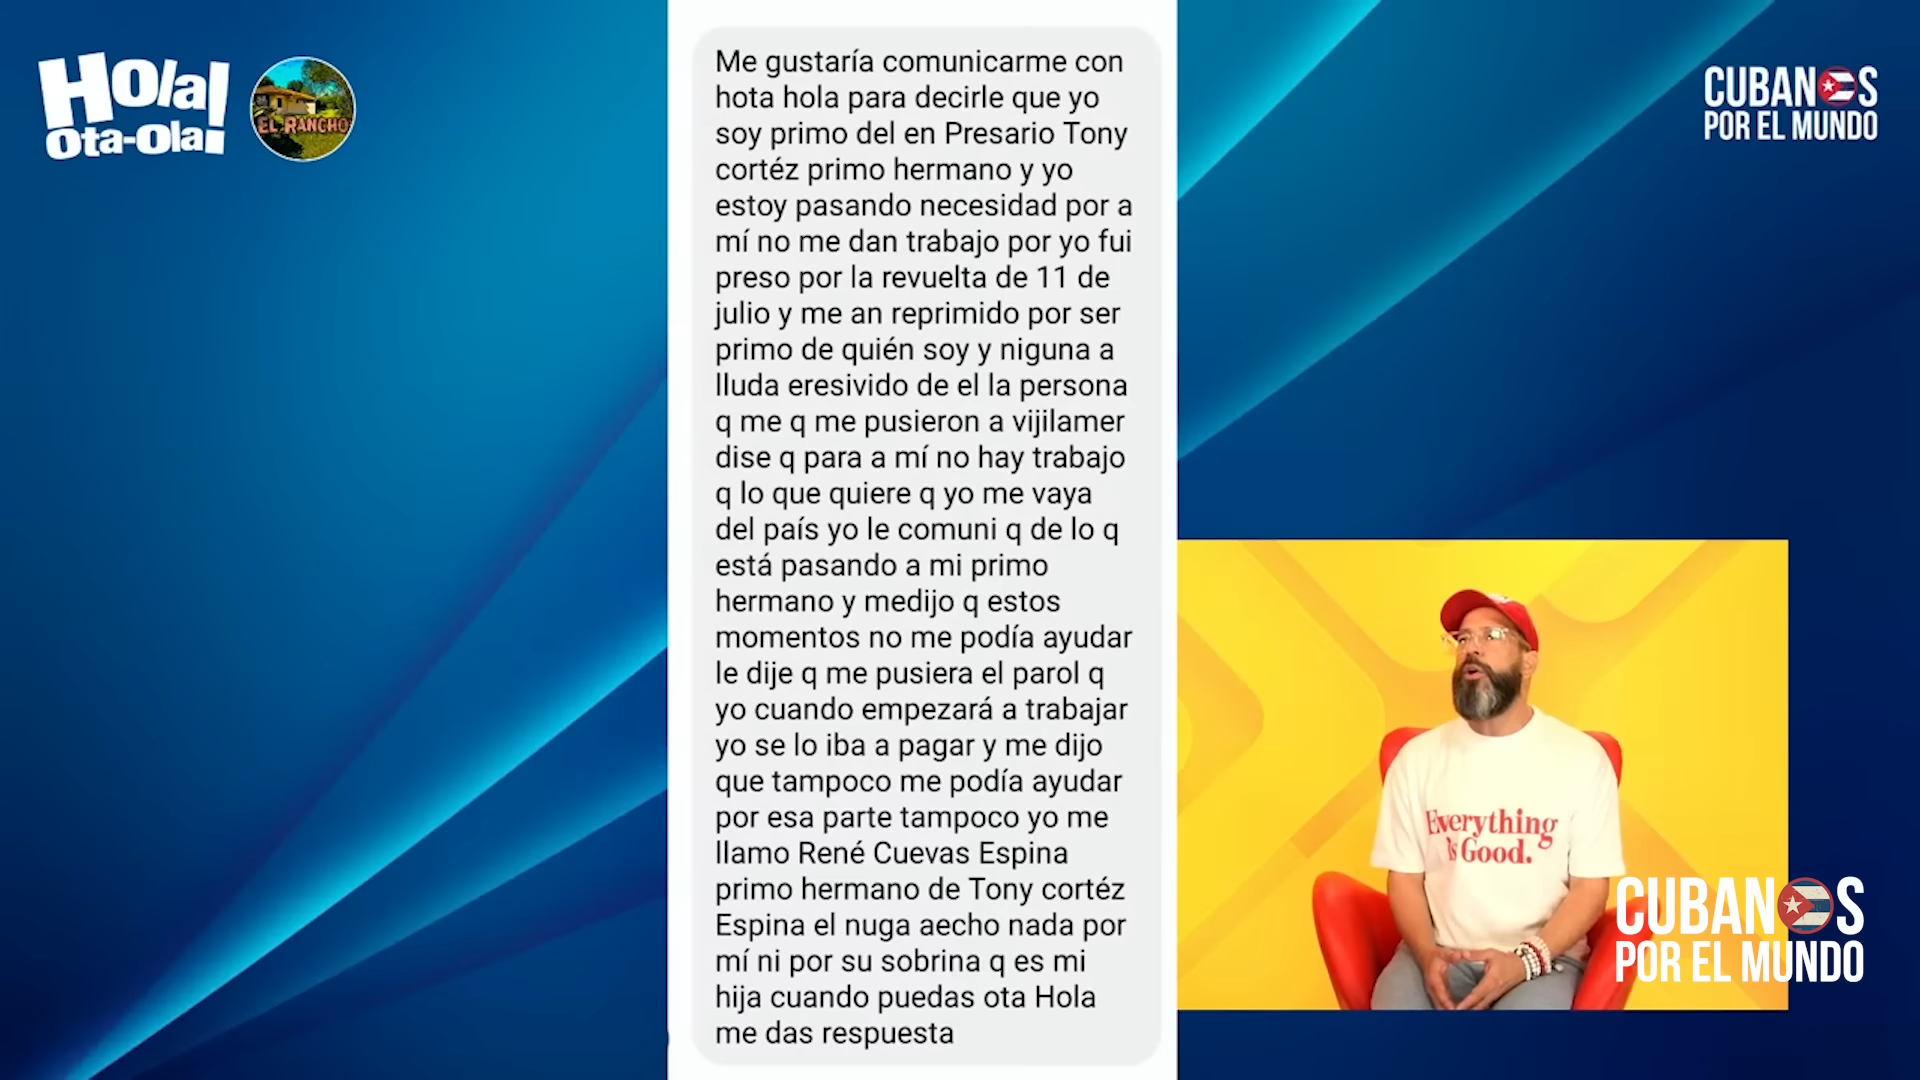 Hola!
Ota-Ola!
EL RANCHO
CUBANOS
POR EL MUNDO
Me gustaría comunicarme con
hota hola para decirle que yo
soy primo del en Presario Tony
cortéz primo hermano y yo
estoy pasando necesidad por a
mí no me dan trabajo por yo fui
preso por la revuelta de 11 de
julio y me an reprimido por ser
primo de quién soy y niguna a
lluda eresivido de el la persona
q me q me pusieron a vijilamer
dise q para a mí no hay trabajo
q lo que quiere q yo me vaya
del país yo le comuni q de lo q
está pasando a mi primo
hermano y medijo q estos
momentos no me podía ayudar
le dije q me pusiera el parol q
yo cuando empezará a trabajar
yo se lo iba a pagar y me dijo
que tampoco me podía ayudar
por esa parte tampoco yo me
llamo René Cuevas Espina
primo hermano de Tony cortéz
Espina el nuga aecho nada por
mí ni por su sobrina q es mi
hija cuando puedas ota Hola
me das respuesta
Everything
is Good.
CUBANOS
POR EL MUNDO